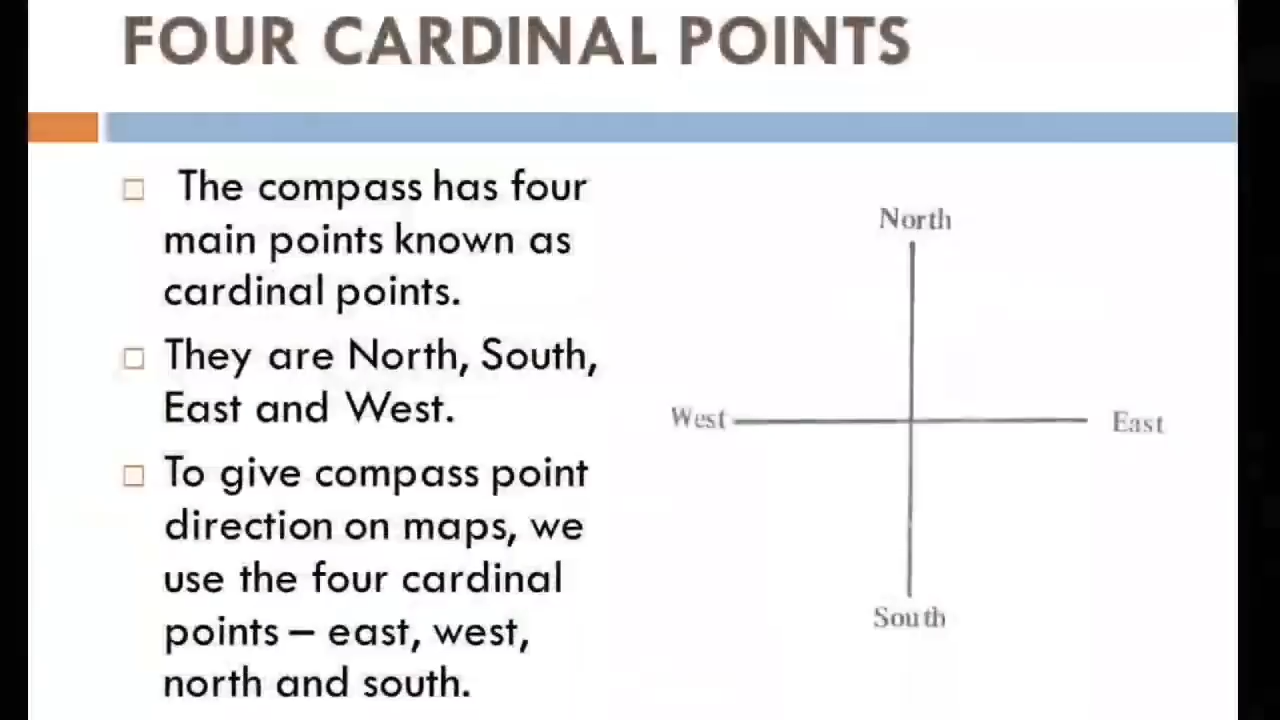 FOUR CARDINAL POINTS
The compass has four
main points known as
cardinal points.
They are North, South,
East and West.
To give compass point
direction on maps, we
use the four cardinal
points – east, west,
north and south.
North
West
East
South